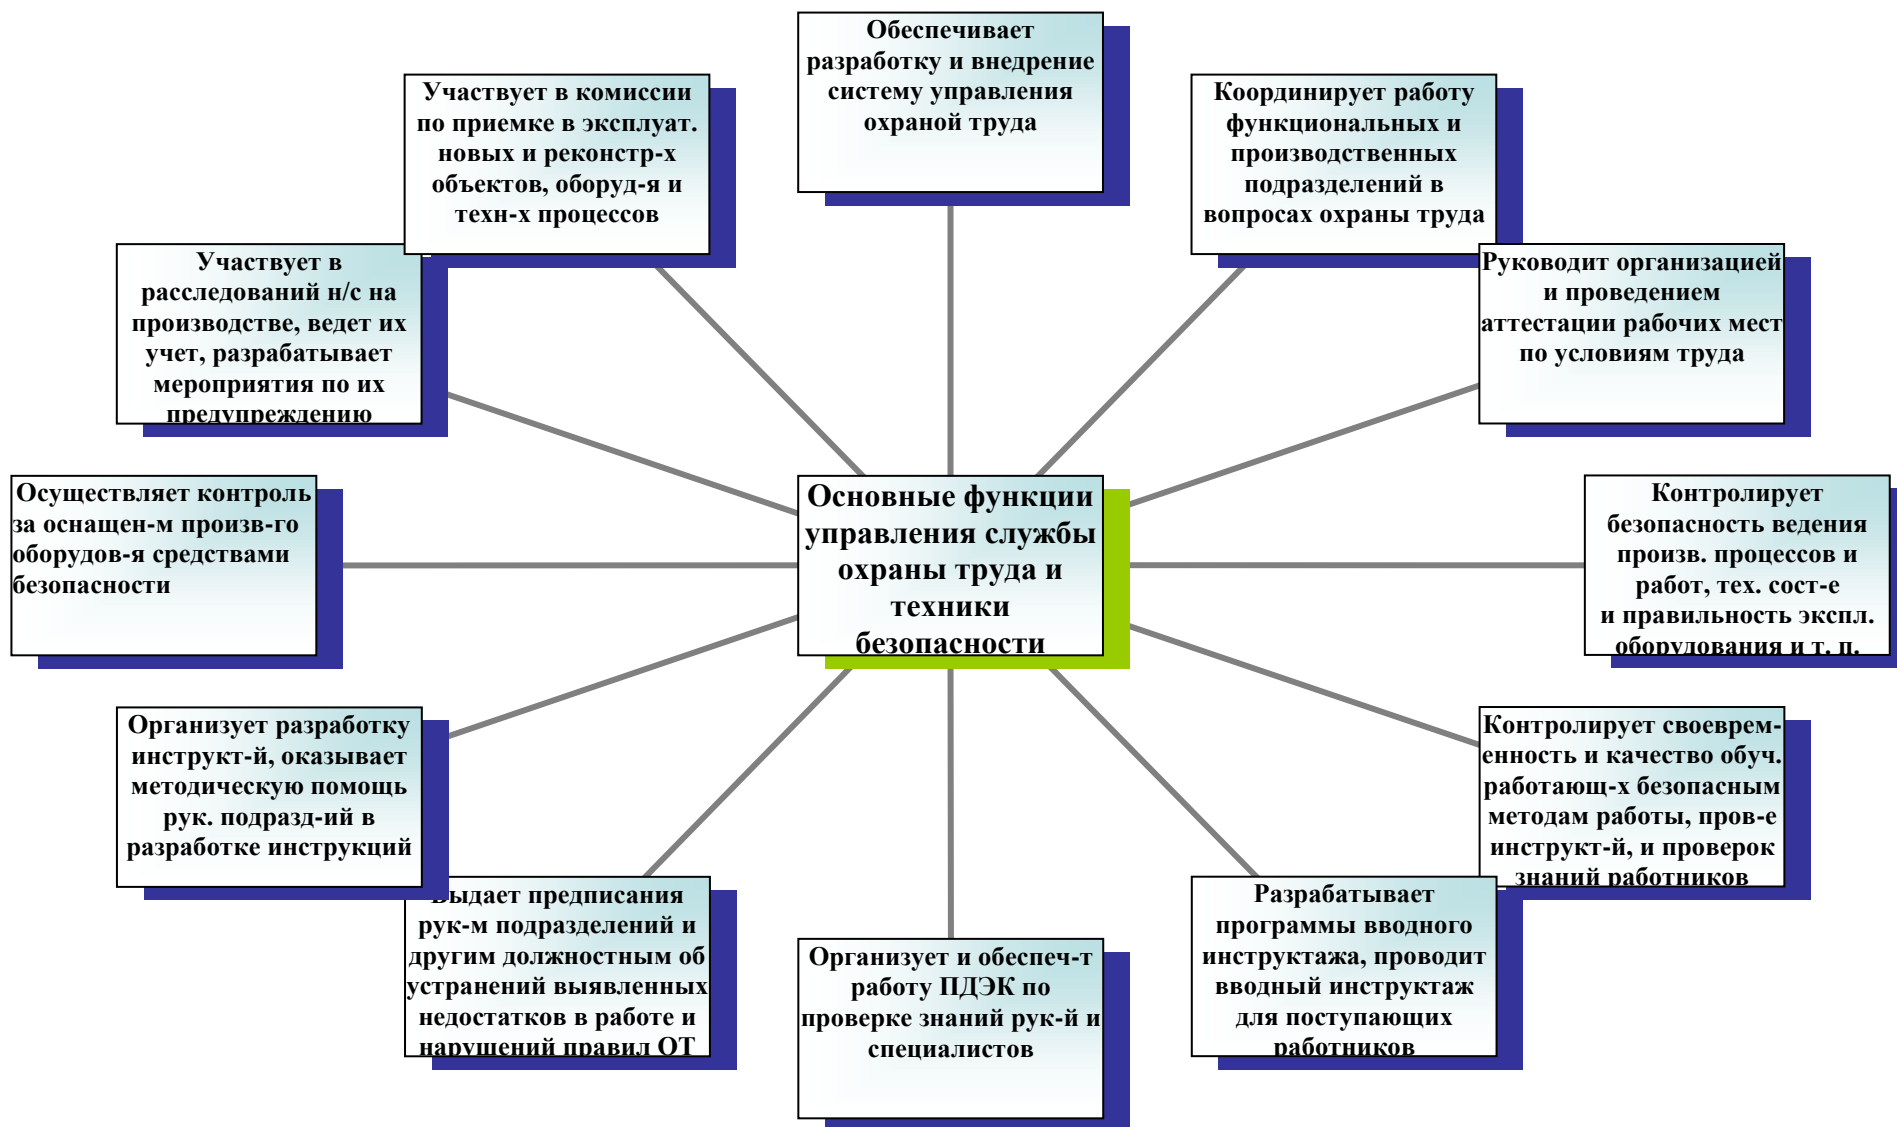 Обеспечивает
разработку и внедрение
систему управления
охраной труда
Координирует работу
функциональных и
производственных
подразделений в
вопросах охраны труда
Руководит организацией
и проведением
аттестации рабочих мест
по условиям труда
Контролирует
безопасность ведения
произв. процессов и
работ, тех. сост-е
и правильность экспл.
оборудования и т. п.
Контролирует своеврем-
енность и качество обуч.
работающ-х безопасным
методам работы, пров-е
инструкт-й, и проверок
знаний работников
Разрабатывает
программы вводного
инструктажа, проводит
вводный инструктаж
для поступающих
работников
Организует и обеспеч-т
работу ПДЭК по
проверке знаний рук-й и
специалистов
Выдает предписания
рук-м подразделений и
другим должностным об
устранений выявленных
недостатков в работе и
нарушений правил ОТ
Организует разработку
инструкт-й, оказывает
методическую помощь
рук. подразд-ий в
разработке инструкций
Осуществляет контроль
за оснащен-м произв-го
оборудов-я средствами
безопасности
Участвует в
расследований н/с на
производстве, ведет их
учет, разрабатывает
мероприятия по их
предупреждению
Участвует в комиссии
по приемке в эксплуат.
новых и реконстр-х
объектов, оборуд-я и
техн-х процессов
Основные функции
управления службы
охраны труда и
техники
безопасности